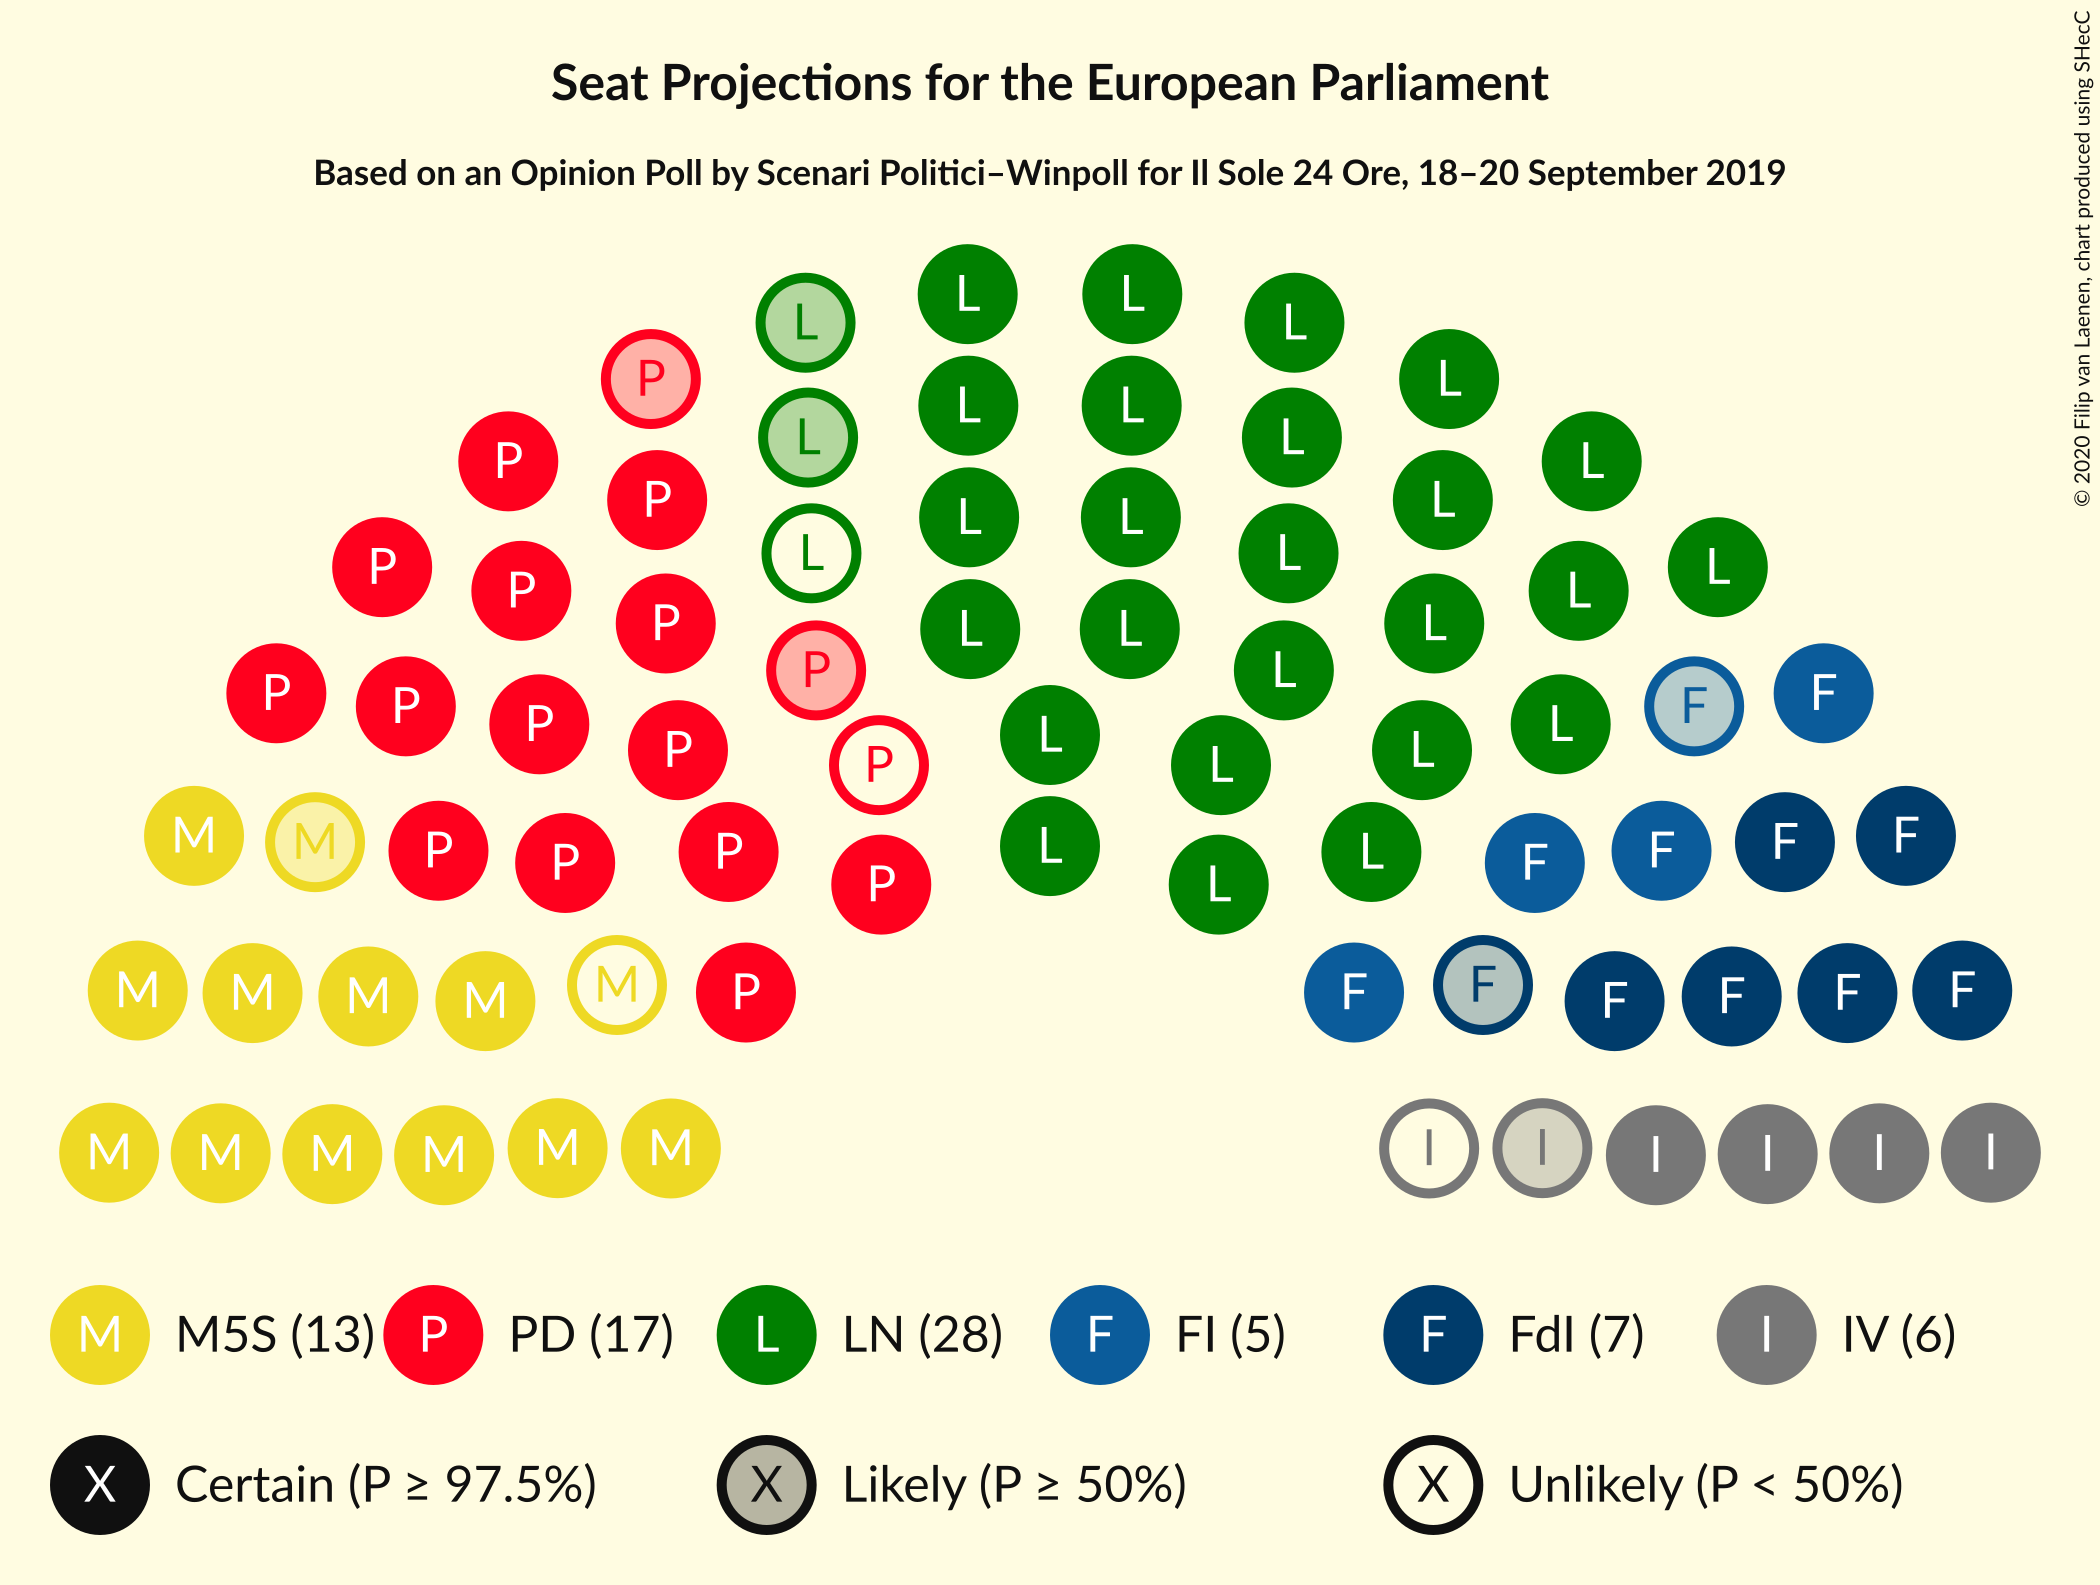 Seat Projections for the European Parliament
Based on an Opinion Poll by Scenari Politici–Winpoll for Il Sole 24 Ore, 18–20 September 2019
© 2020 Filip van Laenen, chart produced using SHecC
L L
L L
P L
L L
L L L
P L
P P L
L L
P L L L
P P L
P L L
P L
P F F
P P L L
P P L
P L L
M M P P P P L L L F F F F
M M M M M P F F F F F F
M M M M M M I I I I I I
M M5S (13) P PD (17) L LN (28) F FI (5) F FdI (7) I IV (6)
X Certain (P ≥ 97.5%) X Likely (P ≥ 50%) X Unlikely (P < 50%)